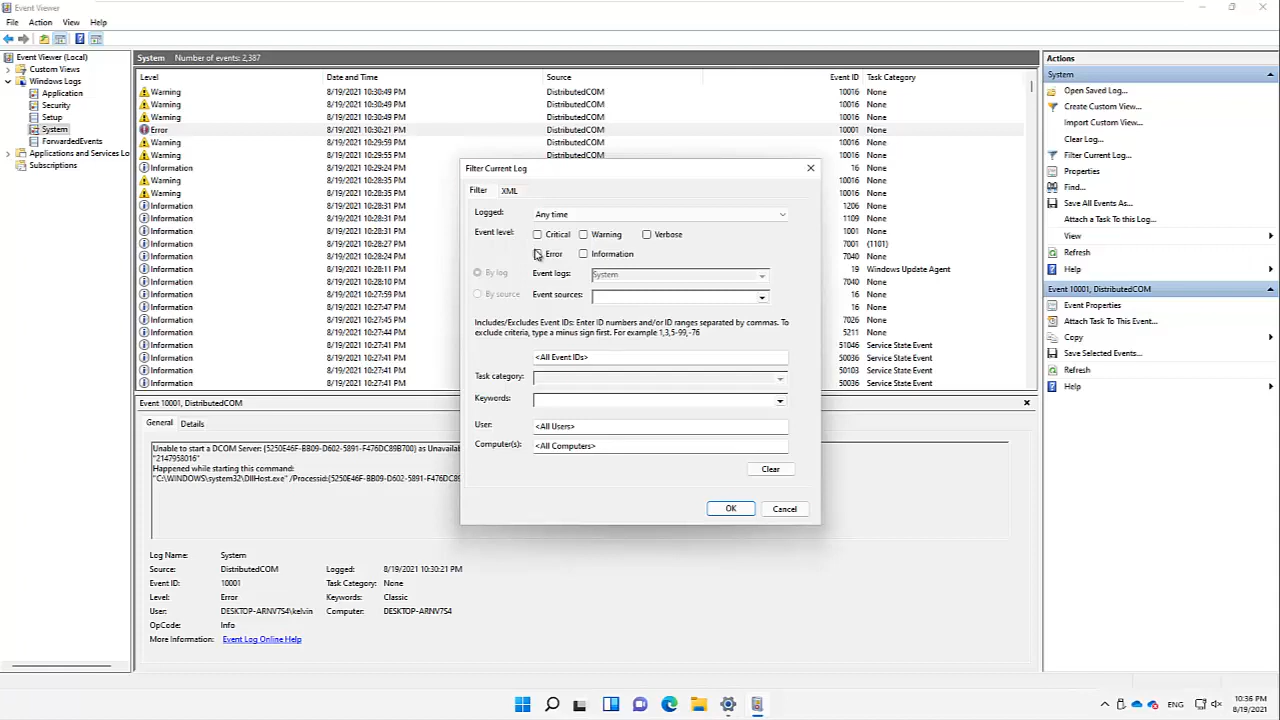 Event Viewer
File Action View Help
Event Viewer (Local)
Custom Views
Windows Logs
Application
Security
Setup
System
ForwardedEvents
Applications and Services Lo
Subscriptions
System Number of events: 2,387
Level Date and Time Source Event ID Task Category
Warning 8/19/2021 10:30:49 PM DistributedCOM 10016 None
Warning 8/19/2021 10:30:49 PM DistributedCOM 10016 None
Warning 8/19/2021 10:30:49 PM DistributedCOM 10016 None
Error 8/19/2021 10:30:21 PM DistributedCOM 10001 None
Warning 8/19/2021 10:29:59 PM DistributedCOM 10016 None
Warning 8/19/2021 10:29:55 PM DistributedCOM 10016 None
Information 8/19/2021 10:29:24 PM 16 None
Warning 8/19/2021 10:28:35 PM 10016 None
Warning 8/19/2021 10:28:35 PM 10016 None
Information 8/19/2021 10:28:31 PM 1206 None
Information 8/19/2021 10:28:31 PM 1109 None
Information 8/19/2021 10:28:31 PM 16 None
Information 8/19/2021 10:28:07 PM 7001 (1101)
Information 8/19/2021 10:28:04 PM 7040 None
Information 8/19/2021 10:28:04 PM 19 Windows Update Agent
Information 8/19/2021 10:27:59 PM 7040 None
Information 8/19/2021 10:27:59 PM 16 None
Information 8/19/2021 10:27:47 PM 16 None
Information 8/19/2021 10:27:45 PM 7026 None
Information 8/19/2021 10:27:45 PM 5211 None
Information 8/19/2021 10:27:44 PM 51046 Service State Event
Information 8/19/2021 10:27:44 PM 50036 Service State Event
Information 8/19/2021 10:27:44 PM 50103 Service State Event
Information 8/19/2021 10:27:44 PM 50036 Service State Event
Filter Current Log
Filter XML
Logged: Any time
Event level: Critical Warning Verbose
Error Information
By log Event logs: System
By source Event sources:
Includes/Excludes Event IDs: Enter ID numbers and/or ID ranges separated by commas. To
exclude criteria, type a minus sign first. For example 1,3,5-99,-76
<All Event IDs>
Task category:
Keywords:
User: <All Users>
Computer(s): <All Computers>
Clear
OK Cancel
Event 10001, DistributedCOM
General Details
Unable to start a DCOM Server: {5250E46F-BB09-D602-5891-F476DC89B700} as Unavailab
"2147958016"
Happened while starting this command:
"C:\WINDOWS\system32\DllHost.exe" /Processid:{5250E46F-BB09-D602-5891-F476DC89B
Log Name: System
Source: DistributedCOM Logged: 8/19/2021 10:30:21 PM
Event ID: 10001 Task Category: None
Level: Error Keywords: Classic
User: DESKTOP-ARNV7S4\kelvin Computer: DESKTOP-ARNV7S4
OpCode: Info
More Information: Event Log Online Help
Actions
System
Open Saved Log...
Create Custom View...
Import Custom View...
Clear Log...
Filter Current Log...
Properties
Find...
Save All Events As...
Attach a Task To this Log...
View
Refresh
Help
Event 10001, DistributedCOM
Event Properties
Attach Task To This Event...
Copy
Save Selected Events...
Refresh
Help
ENG
10:36 PM
8/19/2021